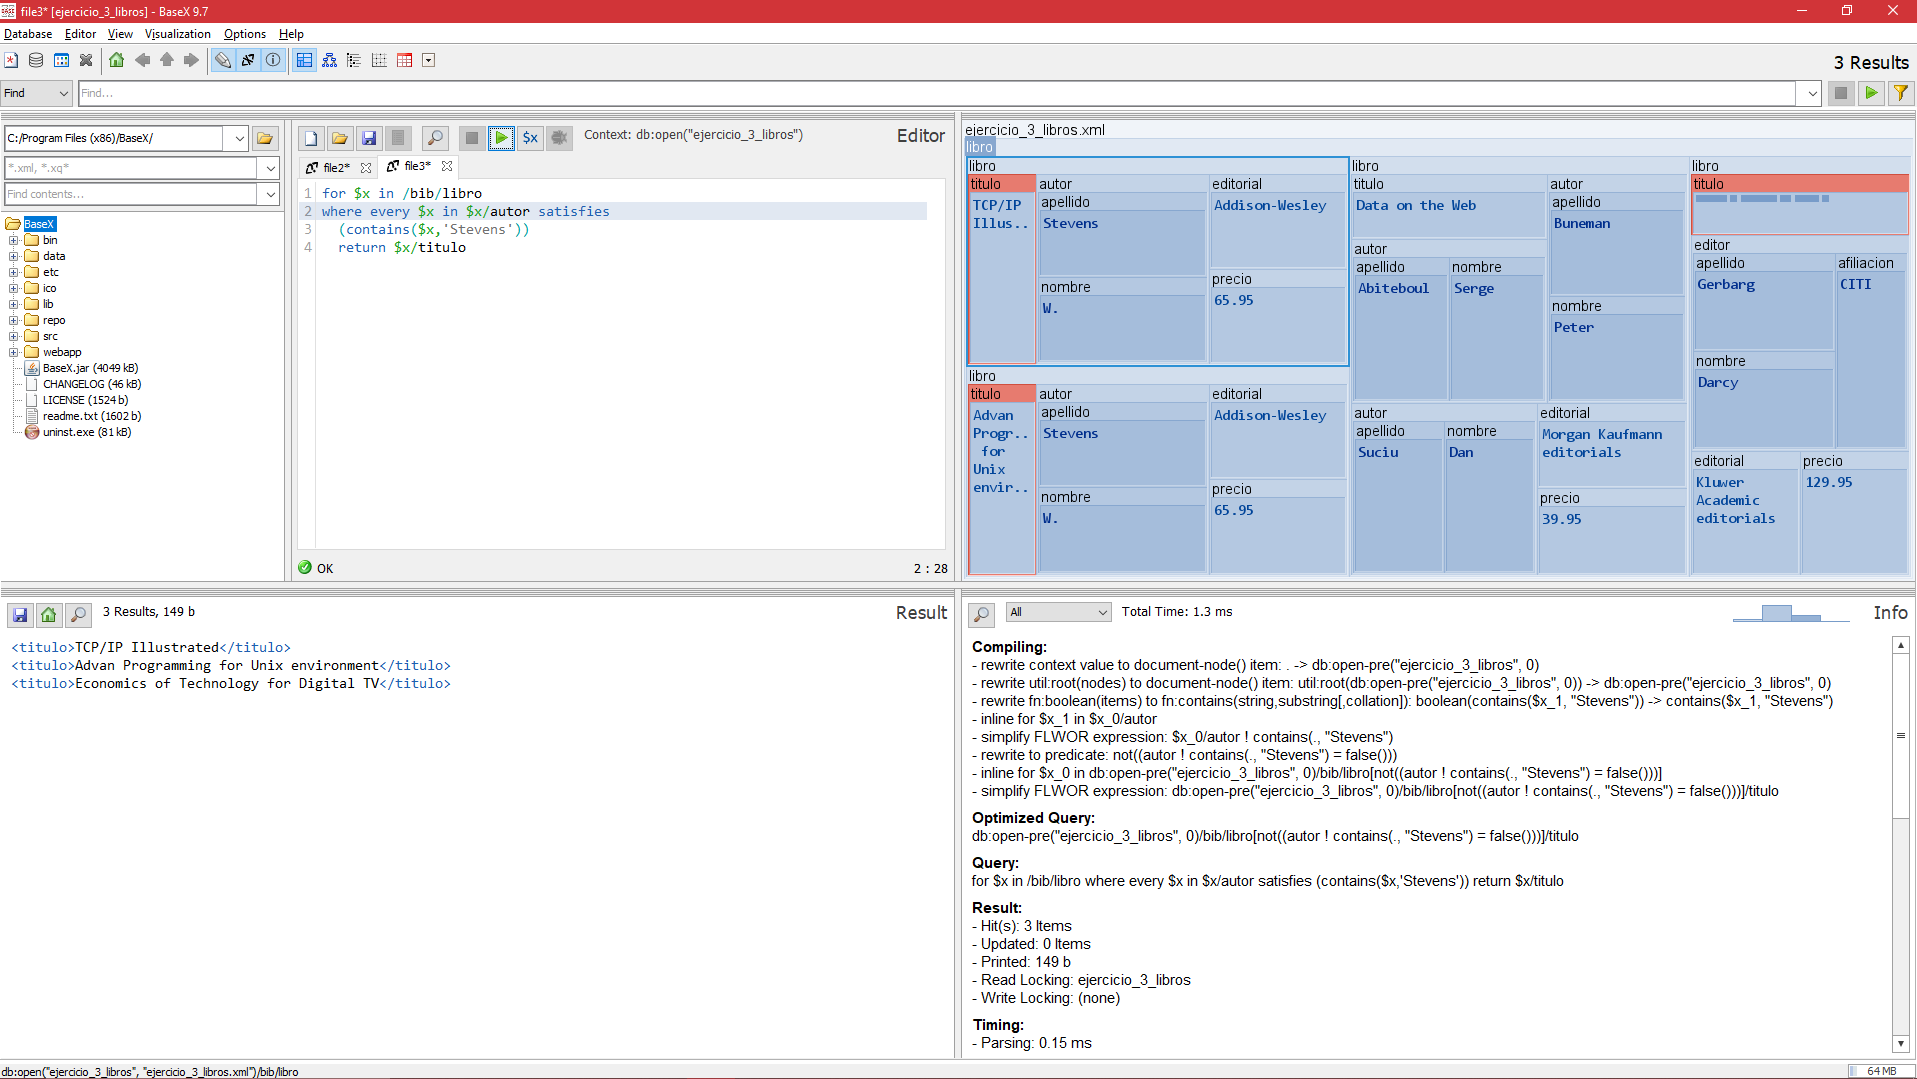 file3* [ejercicio_3_libros] - BaseX 9.7
Database Editor View Visualization Options Help
3 Results
Find Find...
C:/Program Files (x86)/BaseX/
*.xml, *.xq*
Find contents...
BaseX
bin
data
etc
ico
lib
repo
src
webapp
BaseX.jar (4049 kB)
CHANGELOG (46 kB)
LICENSE (1524 b)
readme.txt (1602 b)
uninst.exe (81 kB)
$x Context: db:open("ejercicio_3_libros") Editor
file2* file3*
1 for $x in /bib/libro
2 where every $x in $x/autor satisfies
3 (contains($x,'Stevens'))
4 return $x/titulo
OK 2 : 28
ejercicio_3_libros.xml
libro
libro
titulo
TCP/IP
Illus..
autor
apellido
Stevens
nombre
W.
editorial
Addison-Wesley
precio
65.95
libro
titulo
Advan
Progr..
for
Unix
envir..
autor
apellido
Stevens
nombre
W.
editorial
Addison-Wesley
precio
65.95
libro
titulo
Data on the Web
autor
apellido
Abiteboul
nombre
Serge
autor
apellido
Buneman
nombre
Peter
autor
apellido
Suciu
nombre
Dan
editorial
Morgan Kaufmann
editorials
precio
39.95
libro
titulo
editor
apellido
Gerbarg
nombre
Darcy
afiliacion
CITI
editorial
Kluwer
Academic
editorials
precio
129.95
3 Results, 149 b Result
<titulo>TCP/IP Illustrated</titulo>
<titulo>Advan Programming for Unix environment</titulo>
<titulo>Economics of Technology for Digital TV</titulo>
All Total Time: 1.3 ms Info
Compiling:
- rewrite context value to document-node() item: . -> db:open-pre("ejercicio_3_libros", 0)
- rewrite util:root(nodes) to document-node() item: util:root(db:open-pre("ejercicio_3_libros", 0)) -> db:open-pre("ejercicio_3_libros", 0)
- rewrite fn:boolean(items) to fn:contains(string,substring[,collation]): boolean(contains($x_1, "Stevens")) -> contains($x_1, "Stevens")
- inline for $x_1 in $x_0/autor
- simplify FLWOR expression: $x_0/autor ! contains(., "Stevens")
- rewrite to predicate: not((autor ! contains(., "Stevens") = false()))
- inline for $x_0 in db:open-pre("ejercicio_3_libros", 0)/bib/libro[not((autor ! contains(., "Stevens") = false()))]
- simplify FLWOR expression: db:open-pre("ejercicio_3_libros", 0)/bib/libro[not((autor ! contains(., "Stevens") = false()))]/titulo
Optimized Query:
db:open-pre("ejercicio_3_libros", 0)/bib/libro[not((autor ! contains(., "Stevens") = false()))]/titulo
Query:
for $x in /bib/libro where every $x in $x/autor satisfies (contains($x,'Stevens')) return $x/titulo
Result:
- Hit(s): 3 Items
- Updated: 0 Items
- Printed: 149 b
- Read Locking: ejercicio_3_libros
- Write Locking: (none)
Timing:
- Parsing: 0.15 ms
db:open("ejercicio_3_libros", "ejercicio_3_libros.xml")/bib/libro 64 MB